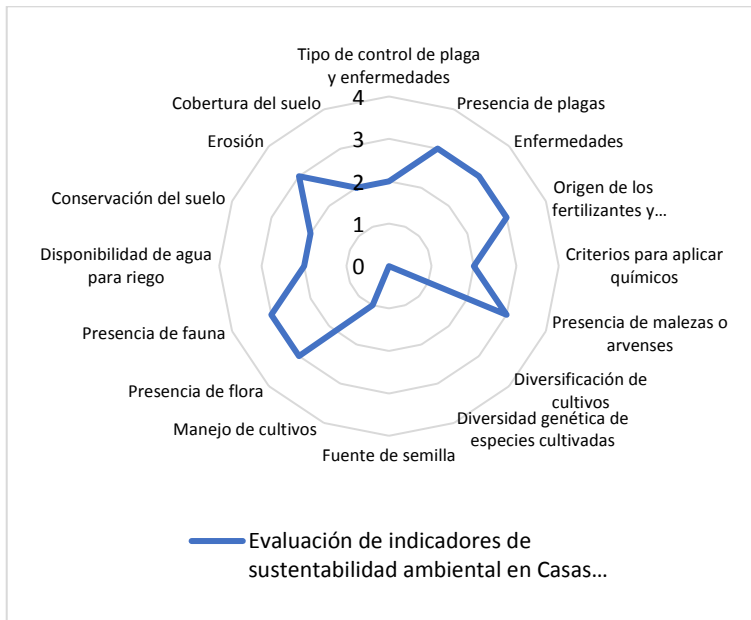 Tipo de control de plaga
y enfermedades
Presencia de plagas
Enfermedades
Origen de los
fertilizantes y...
Criterios para aplicar
químicos
Presencia de malezas o
arvenses
Diversificación de
cultivos
Diversidad genética de
especies cultivadas
Fuente de semilla
Manejo de cultivos
Presencia de flora
Presencia de fauna
Disponibilidad de agua
para riego
Conservación del suelo
Erosión
Cobertura del suelo
4
3
2
1
0
Evaluación de indicadores de
sustentabilidad ambiental en Casas...